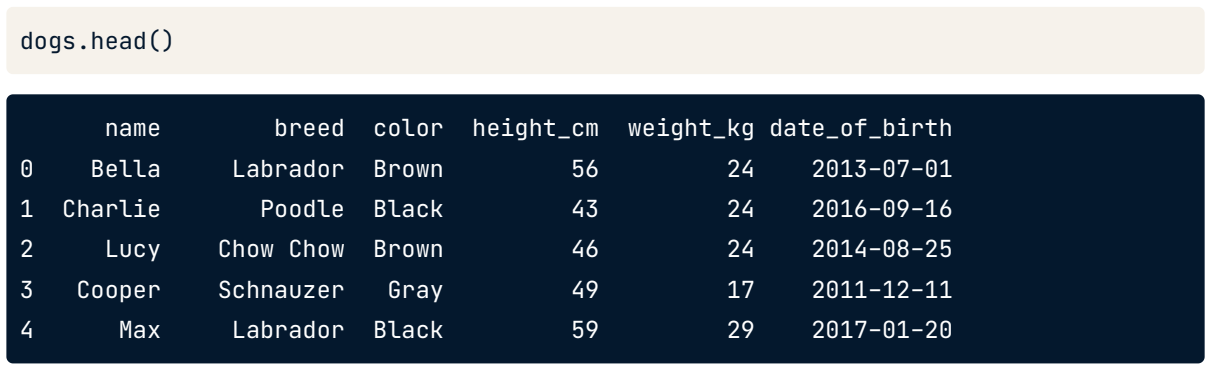 dogs.head()
name breed color height_cm weight_kg date_of_birth
0 Bella Labrador Brown 56 24 2013-07-01
1 Charlie Poodle Black 43 24 2016-09-16
2 Lucy Chow Chow Brown 46 24 2014-08-25
3 Cooper Schnauzer Gray 49 17 2011-12-11
4 Max Labrador Black 59 29 2017-01-20